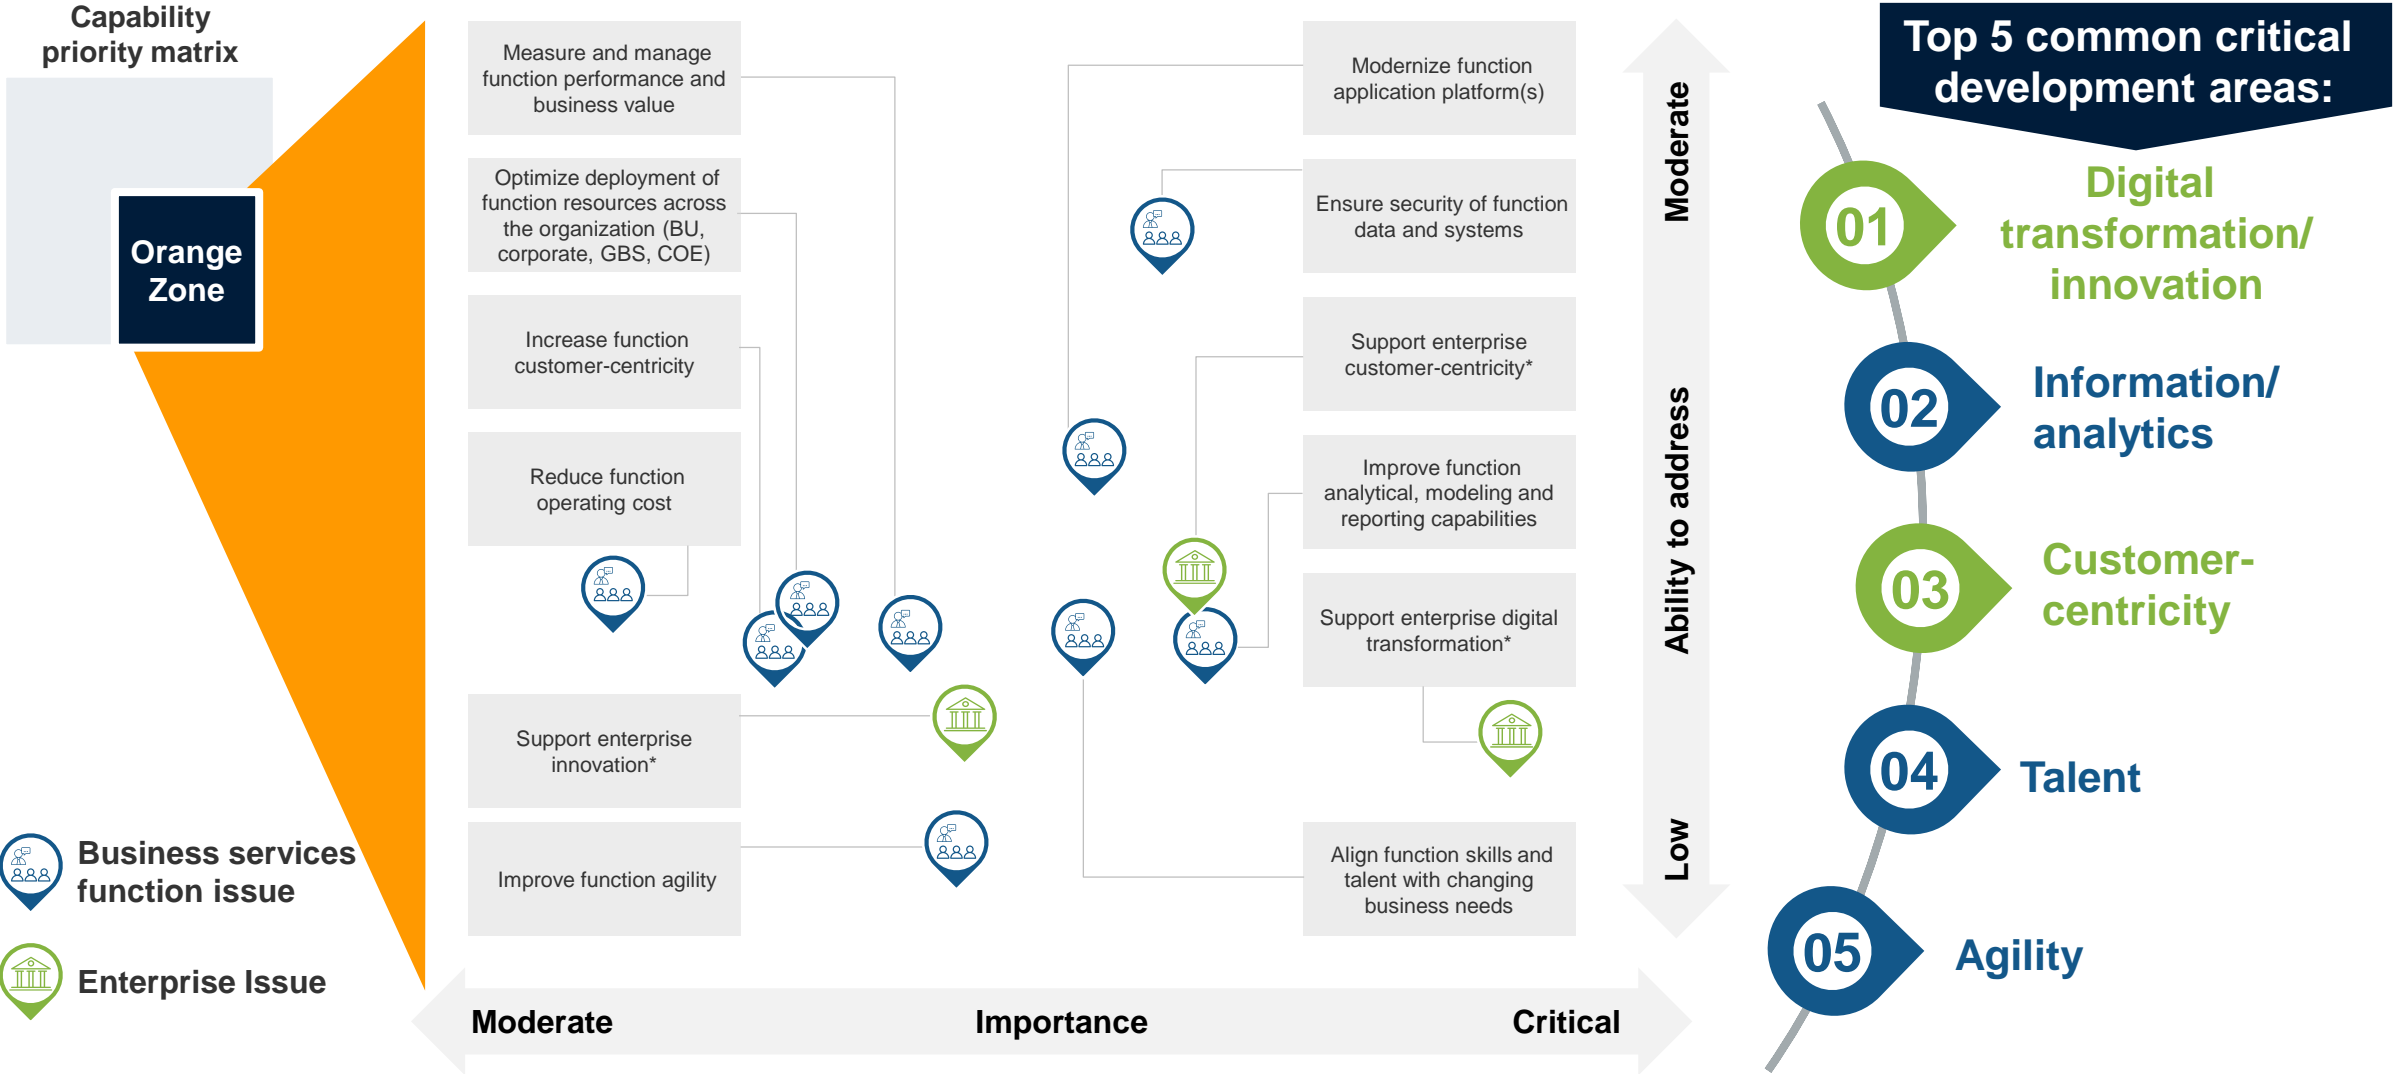 Capability
priority matrix
Orange
Zone
Business services
function issue
Enterprise Issue
Measure and manage
function performance and
business value
Optimize deployment of
function resources across
the organization (BU,
corporate, GBS, COE)
Increase function
customer-centricity
Reduce function
operating cost
Support enterprise
innovation*
Improve function agility
Modernize function
application platform(s)
Ensure security of function
data and systems
Support enterprise
customer-centricity*
Improve function
analytical, modeling and
reporting capabilities
Support enterprise digital
transformation*
Align function skills and
talent with changing
business needs
Moderate
Ability to address
Low
Moderate
Importance
Critical
Top 5 common critical
development areas:
01
Digital
transformation/
innovation
02
Information/
analytics
03
Customer-
centricity
04
Talent
05
Agility